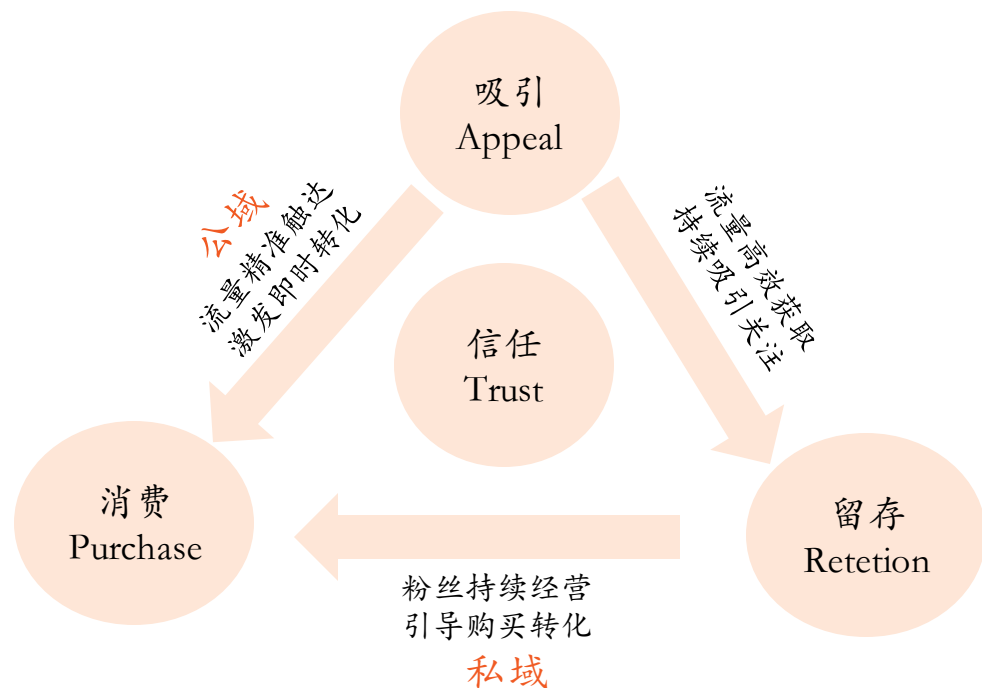 吸引
Appeal
公域
流量精准触达
激发即时转化
流量高效获取
持续吸引关注
信任
Trust
消费
Purchase
留存
Retetion
粉丝持续经营
引导购买转化
私域